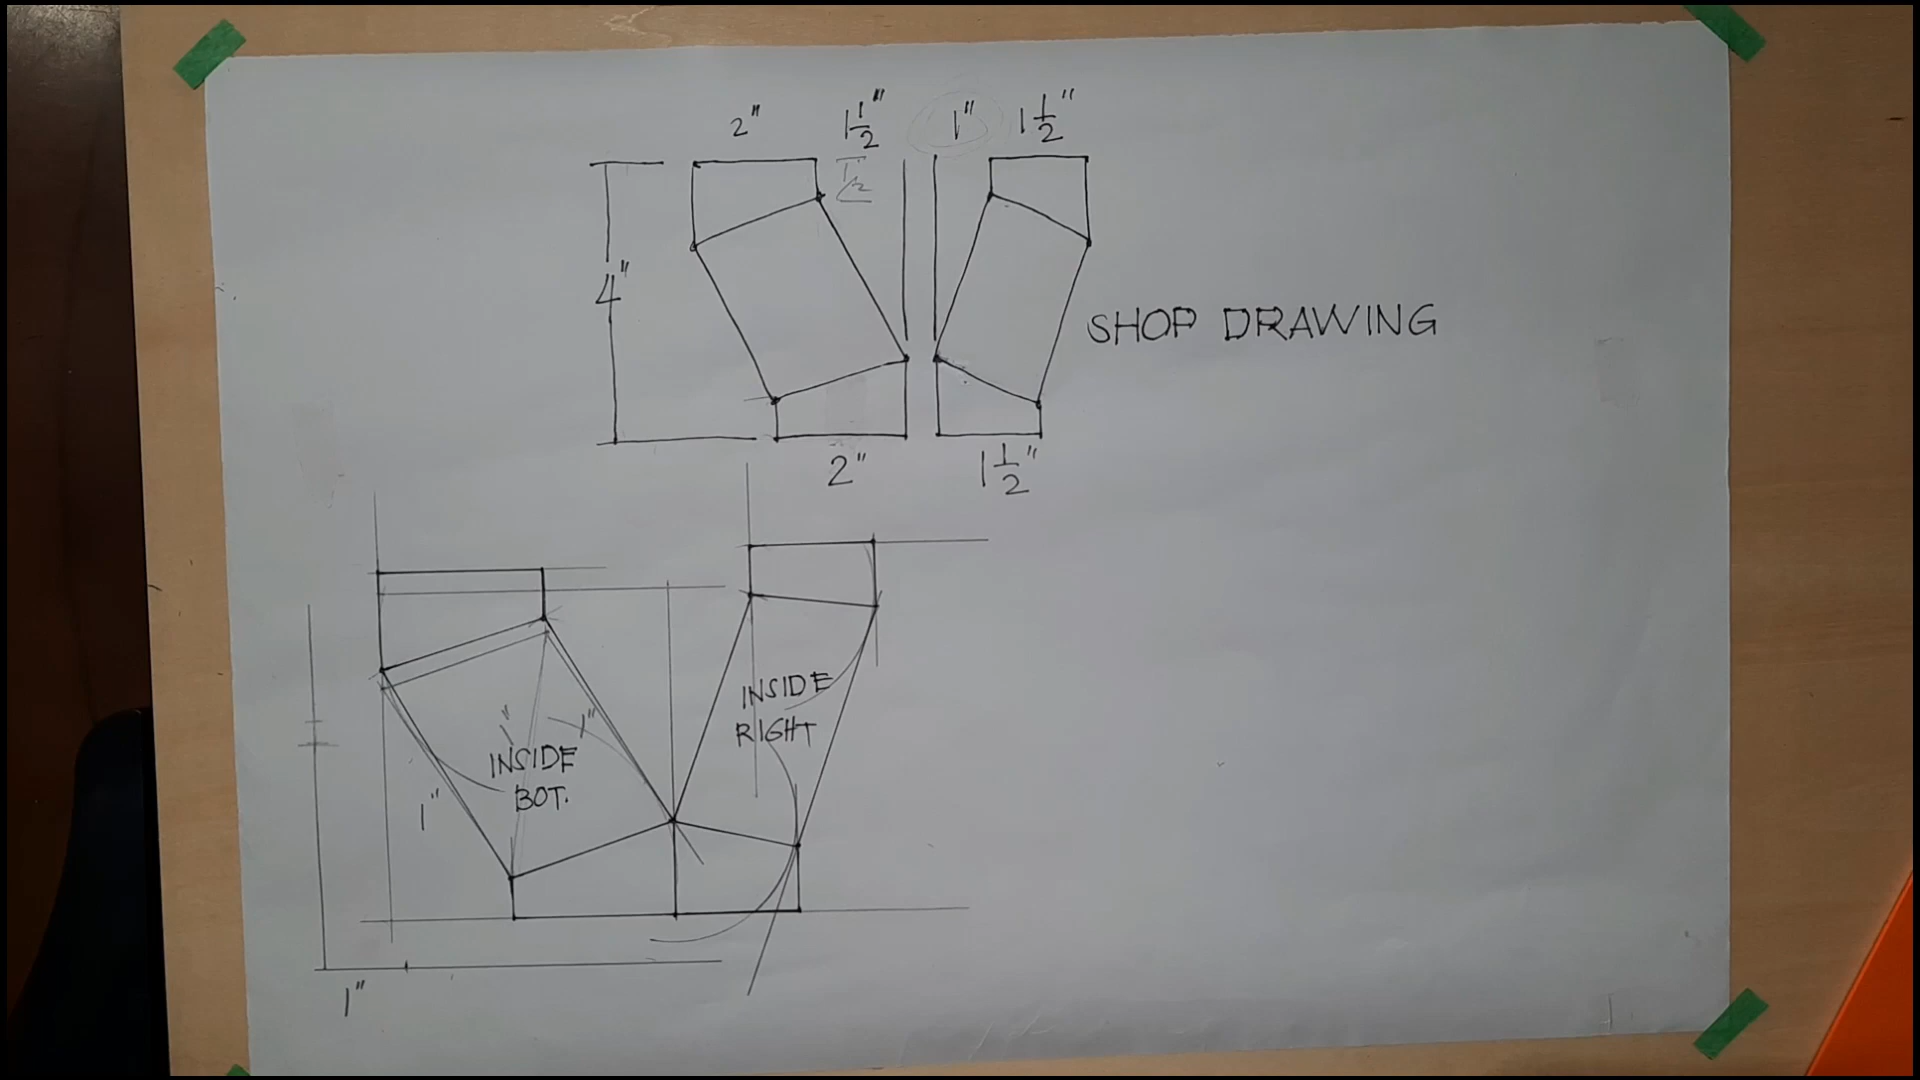 2" 1 1/2" 1" 1 1/2"
4"
SHOP DRAWING
2" 1 1/2"
INSIDE
RIGHT
1" 1"
INSIDE
BOT.
1"
1"